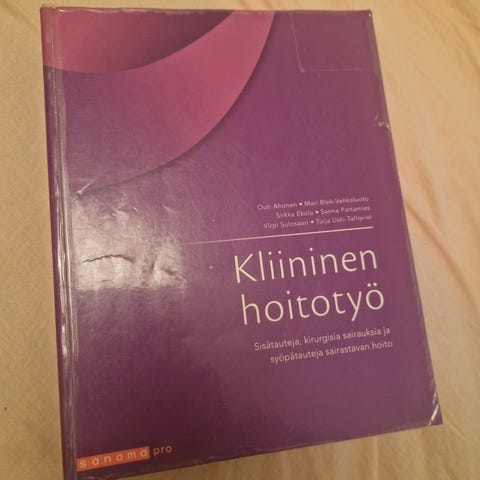 Outi Ahonen • Mari Blek-Vehkaluoto
Sirkka Ekola • Sanna Partamies
Virpi Sulosaari • Tuija Uski-Tallqvist
Kliininen
hoitotyö
Sisätauteja, kirurgisia sairauksia ja
syöpätauteja sairastavan hoito
sanoma pro